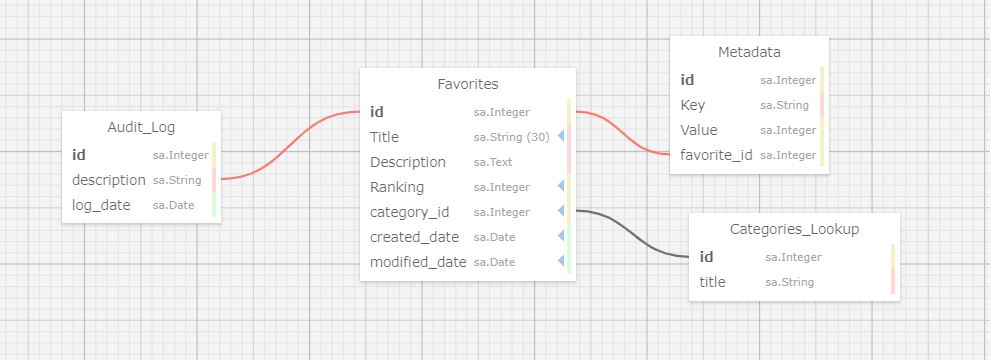 Audit_Log
id sa.Integer
description sa.String
log_date sa.Date
Favorites
id sa.Integer
Title sa.String (30)
Description sa.Text
Ranking sa.Integer
category_id sa.Integer
created_date sa.Date
modified_date sa.Date
Metadata
id sa.Integer
Key sa.String
Value sa.Integer
favorite_id sa.Integer
Categories_Lookup
id sa.Integer
title sa.String